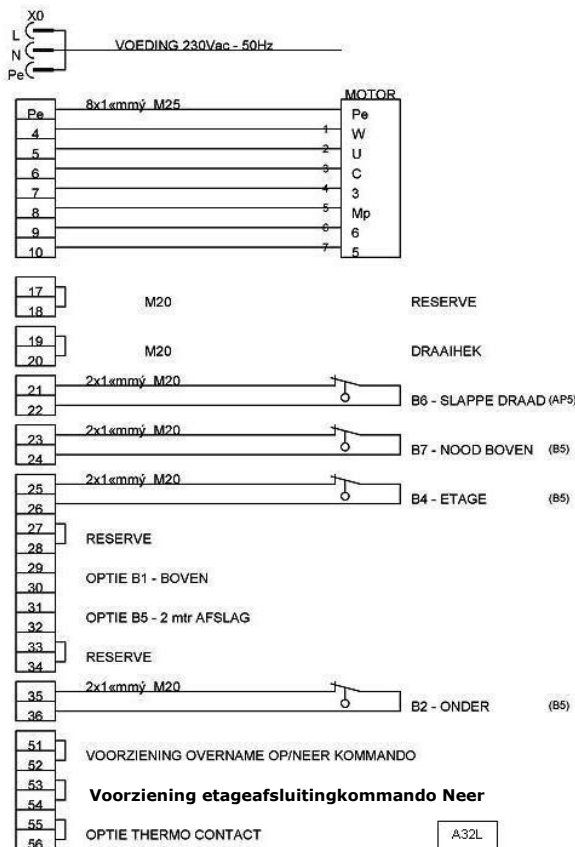 X0
L
N
Pe
VOEDING 230Vac - 50Hz
8x1«mmý M25
MOTOR
Pe Pe
4 1 W
5 2 U
6 3 C
7 4 3
8 5 Mp
9 6 6
10 7 5
17
18
M20 RESERVE
19
20
M20 DRAAIHEK
21
22
2x1«mmý M20
B6 - SLAPPE DRAAD (AP5)
23
24
2x1«mmý M20
B7 - NOOD BOVEN (B5)
25
26
2x1«mmý M20
B4 - ETAGE (B5)
27
28
RESERVE
29
30
OPTIE B1 - BOVEN
31
32
OPTIE B5 - 2 mtr AFSLAG
33
34
RESERVE
35
36
2x1«mmý M20
B2 - ONDER (B5)
51
52
VOORZIENING OVERNAME OP/NEER KOMMANDO
53
54
Voorziening etageafsluitingkommando Neer
55
56
OPTIE THERMO CONTACT
A32L